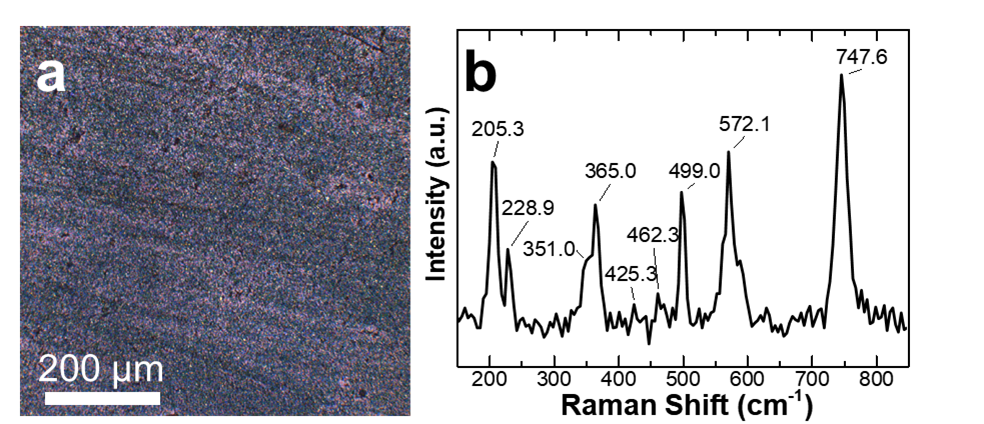 a
200 μm
b
747.6
205.3
572.1
365.0
499.0
228.9
351.0
462.3
425.3
Intensity (a.u.)
200 300 400 500 600 700 800
Raman Shift (cm⁻¹)